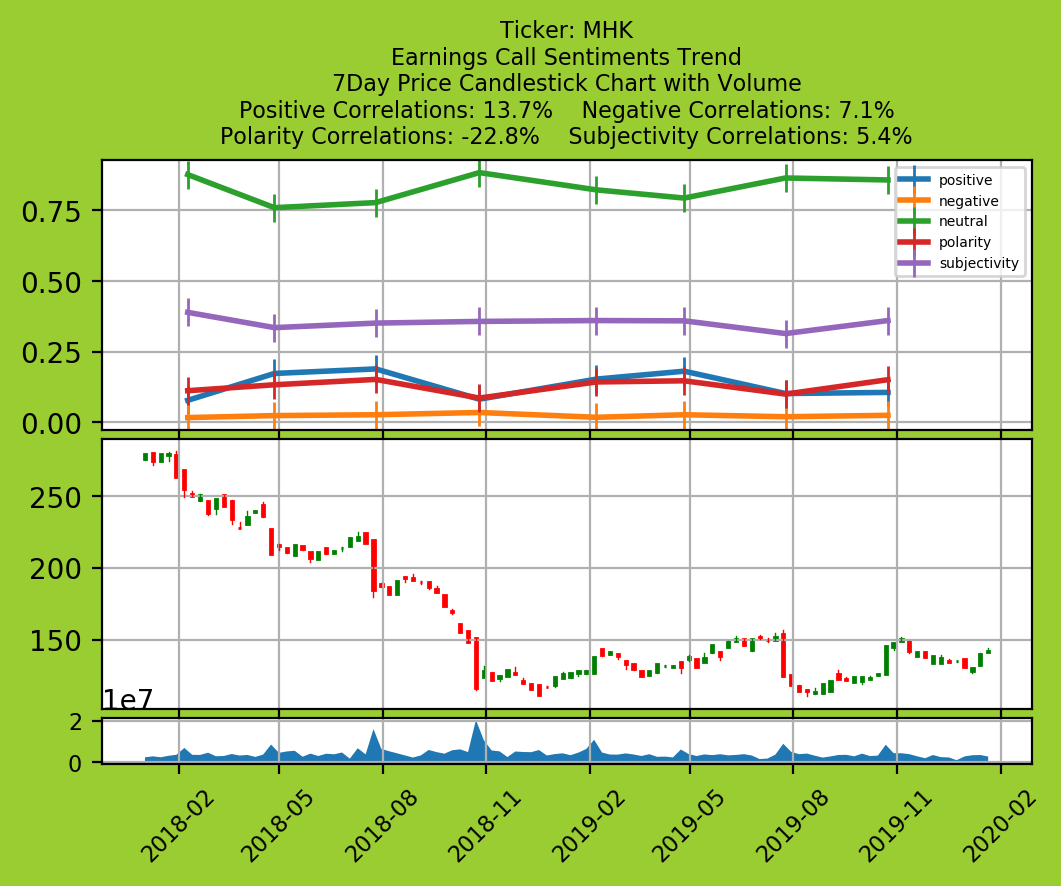 Ticker: MHK
Earnings Call Sentiments Trend
7Day Price Candlestick Chart with Volume
Positive Correlations: 13.7%    Negative Correlations: 7.1%
Polarity Correlations: -22.8%    Subjectivity Correlations: 5.4%
positive
negative
neutral
polarity
subjectivity
0.75
0.50
0.25
0.00
250
200
150
1e7
2
0
2018-02
2018-05
2018-08
2018-11
2019-02
2019-05
2019-08
2019-11
2020-02